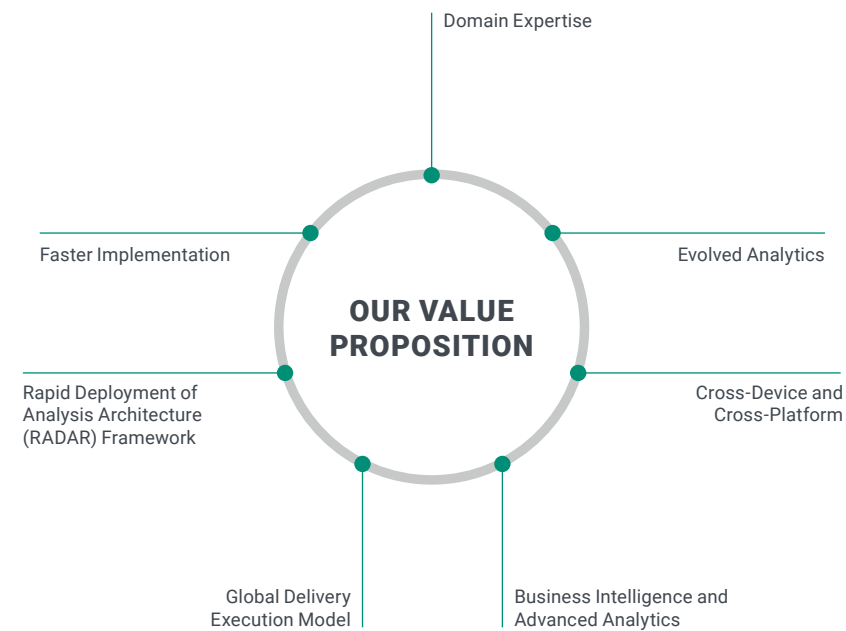 Domain Expertise
Faster Implementation
Evolved Analytics
OUR VALUE
PROPOSITION
Rapid Deployment of
Analysis Architecture
(RADAR) Framework
Cross-Device and
Cross-Platform
Global Delivery
Execution Model
Business Intelligence and
Advanced Analytics